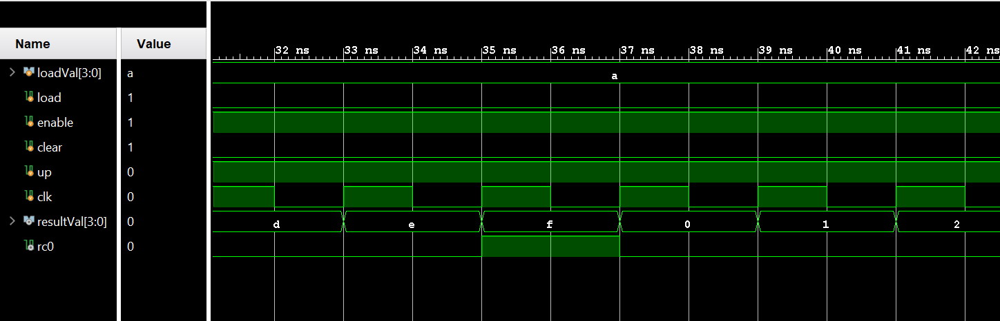 Name Value
32 ns 33 ns 34 ns 35 ns 36 ns 37 ns 38 ns 39 ns 40 ns 41 ns 42 ns
loadVal[3:0] a a
load 1
enable 1
clear 1
up 0
clk 0
resultVal[3:0] 0 d e f 0 1 2
rc0 0